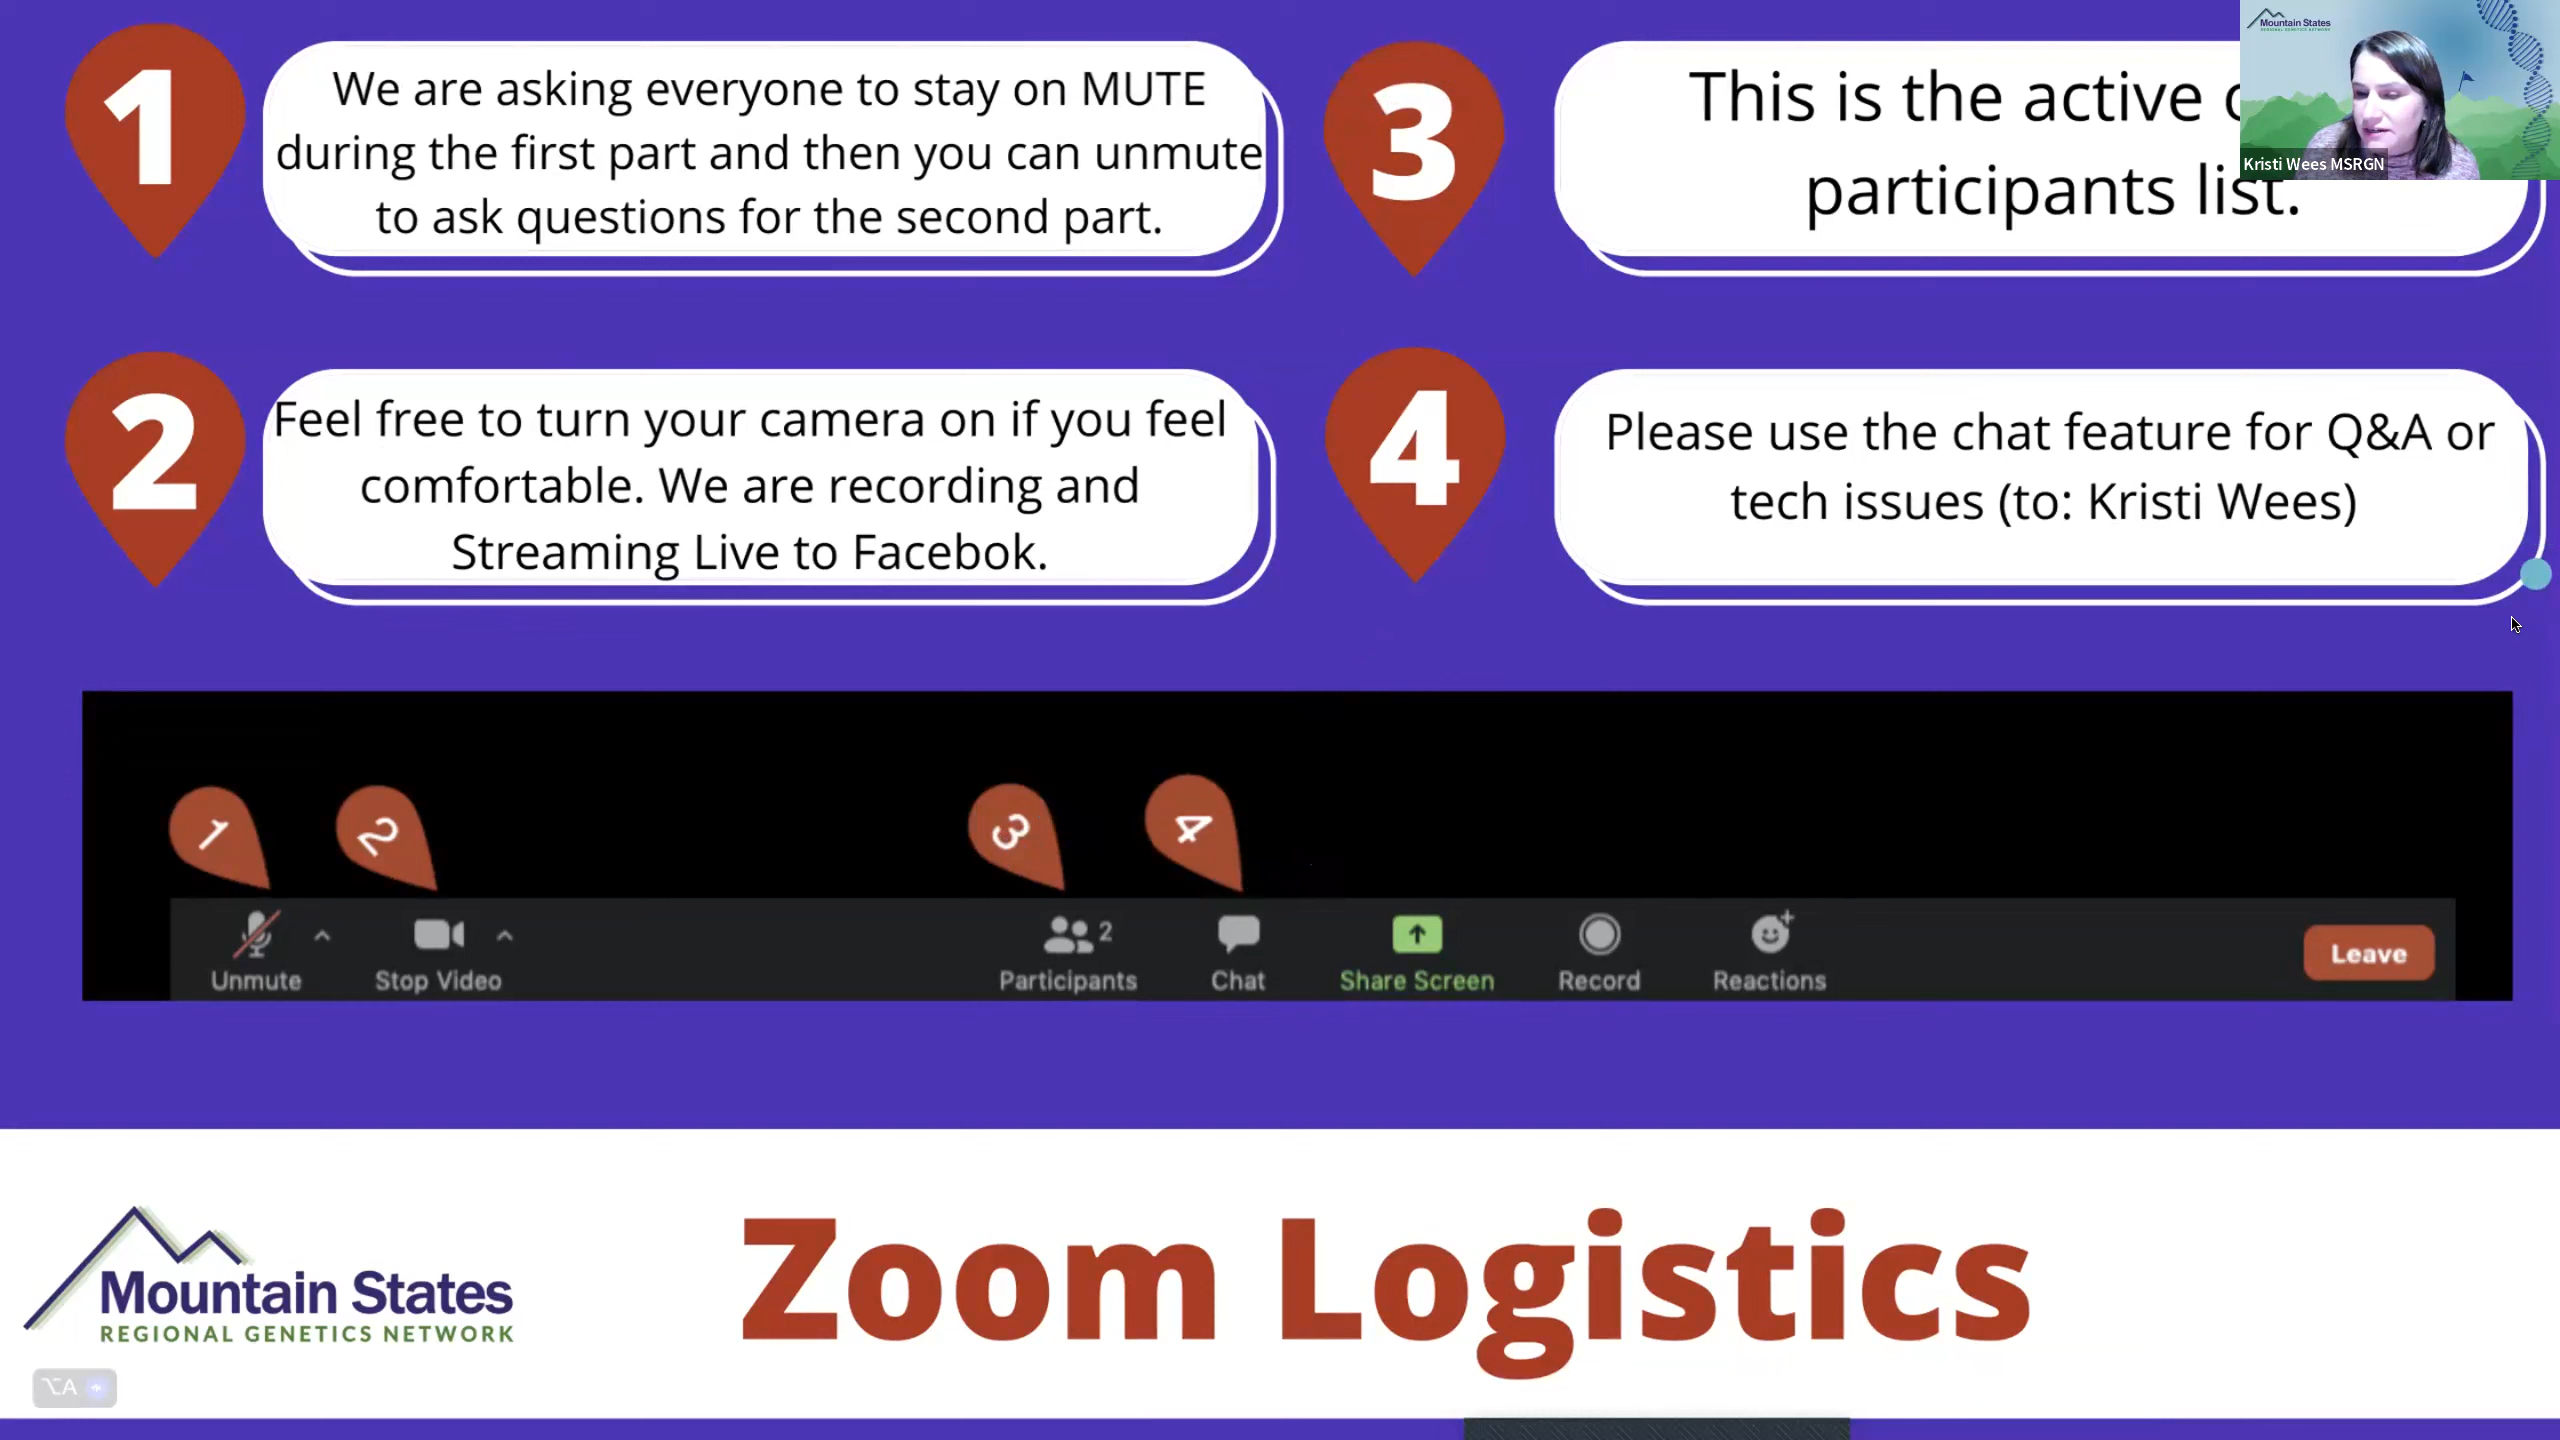 1
We are asking everyone to stay on MUTE
during the first part and then you can unmute
to ask questions for the second part.
2
Feel free to turn your camera on if you feel
comfortable. We are recording and
Streaming Live to Facebok.
3
This is the active
participants list.
4
Please use the chat feature for Q&A or
tech issues (to: Kristi Wees)
Mountain States
REGIONAL GENETICS NETWORK
Kristi Wees MSRGN
1 2 3 4
2
Unmute Stop Video Participants Chat Share Screen Record Reactions Leave
Mountain States
REGIONAL GENETICS NETWORK
Zoom Logistics
⌥A